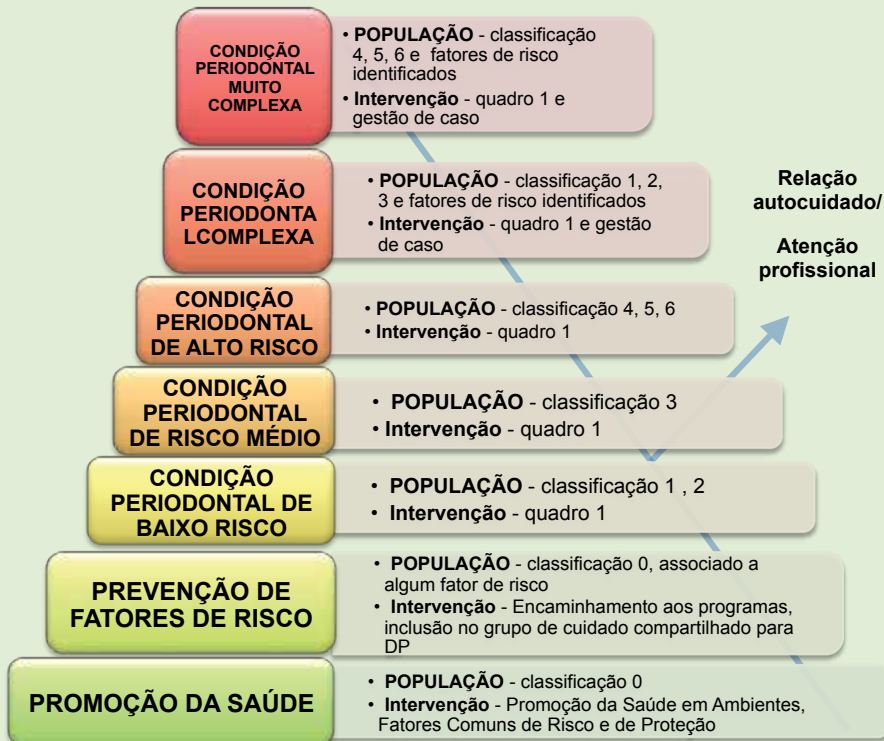 CONDIÇÃO
PERIODONTAL
MUITO
COMPLEXA
• POPULAÇÃO - classificação
4, 5, 6 e fatores de risco
identificados
• Intervenção - quadro 1 e
gestão de caso
CONDIÇÃO
PERIODONTA
LCOMPLEXA
• POPULAÇÃO - classificação 1, 2,
3 e fatores de risco identificados
• Intervenção - quadro 1 e gestão
de caso
Relação
autocuidado/
Atenção
profissional
CONDIÇÃO
PERIODONTAL
DE ALTO RISCO
• POPULAÇÃO - classificação 4, 5, 6
• Intervenção - quadro 1
CONDIÇÃO
PERIODONTAL
DE RISCO MÉDIO
• POPULAÇÃO - classificação 3
• Intervenção - quadro 1
CONDIÇÃO
PERIODONTAL DE
BAIXO RISCO
• POPULAÇÃO - classificação 1 , 2
• Intervenção - quadro 1
PREVENÇÃO DE
FATORES DE RISCO
• POPULAÇÃO - classificação 0, associado a
algum fator de risco
• Intervenção - Encaminhamento aos programas,
inclusão no grupo de cuidado compartilhado para
DP
PROMOÇÃO DA SAÚDE
• POPULAÇÃO - classificação 0
• Intervenção - Promoção da Saúde em Ambientes,
Fatores Comuns de Risco e de Proteção